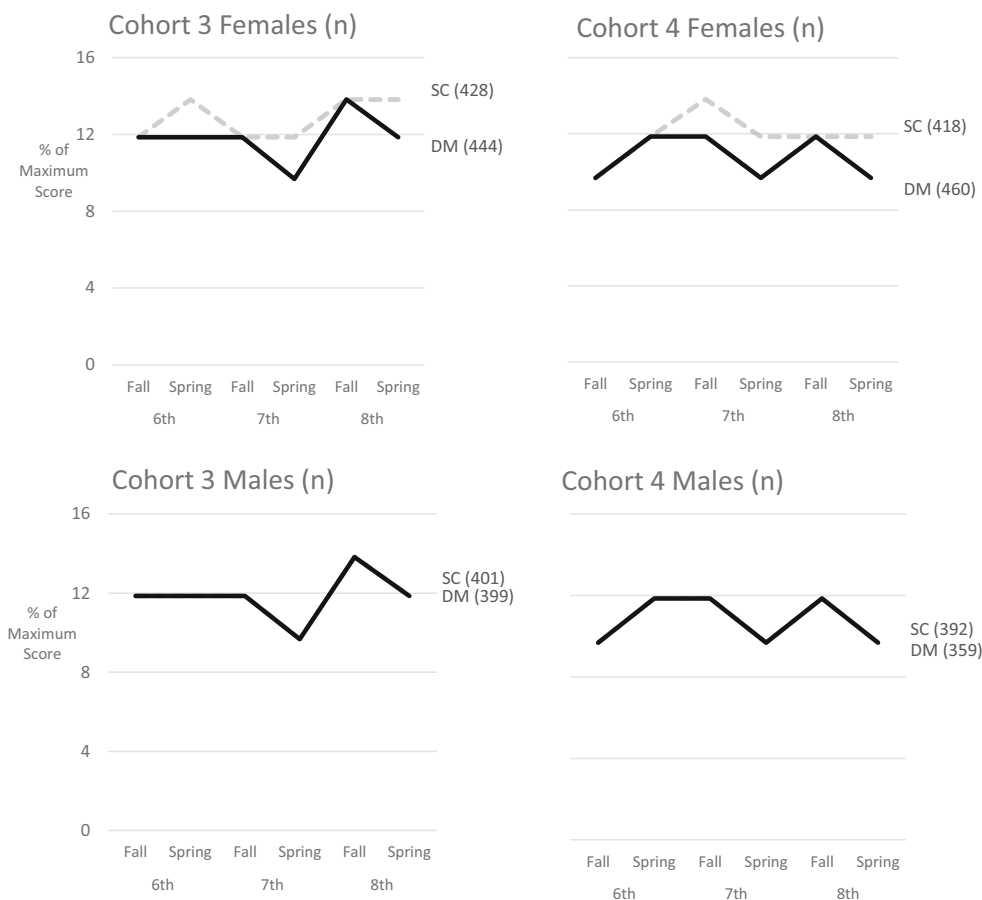 Cohort 3 Females (n)
16
12
8
4
0
% of
Maximum
Score
SC (428)
DM (444)
Fall Spring Fall Spring Fall Spring
6th 7th 8th
Cohort 4 Females (n)
SC (418)
DM (460)
Fall Spring Fall Spring Fall Spring
6th 7th 8th
Cohort 3 Males (n)
16
12
8
4
0
% of
Maximum
Score
SC (401)
DM (399)
Fall Spring Fall Spring Fall Spring
6th 7th 8th
Cohort 4 Males (n)
SC (392)
DM (359)
Fall Spring Fall Spring Fall Spring
6th 7th 8th